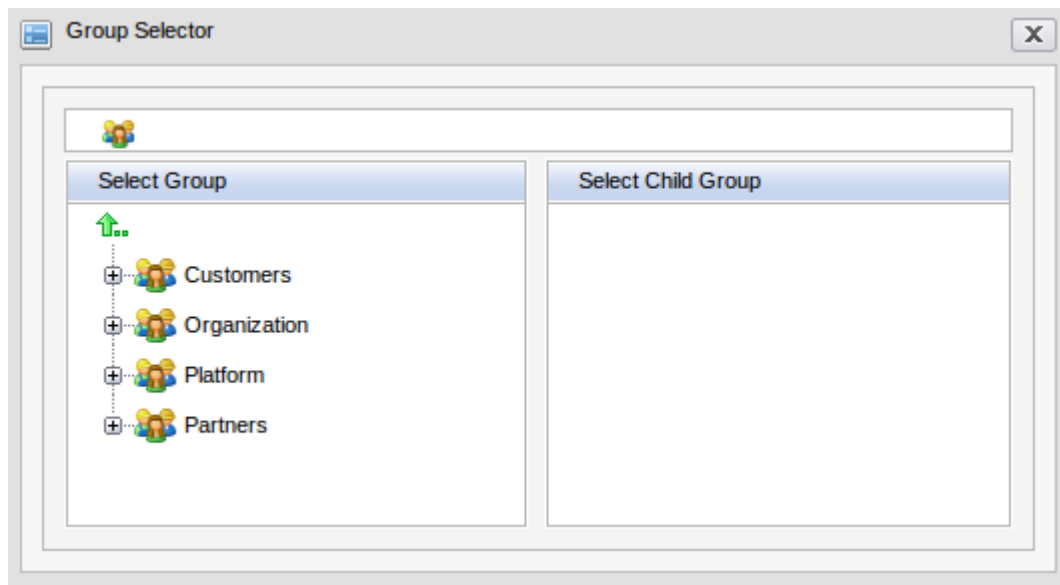 Group Selector
X
Select Group
Select Child Group
Customers
Organization
Platform
Partners